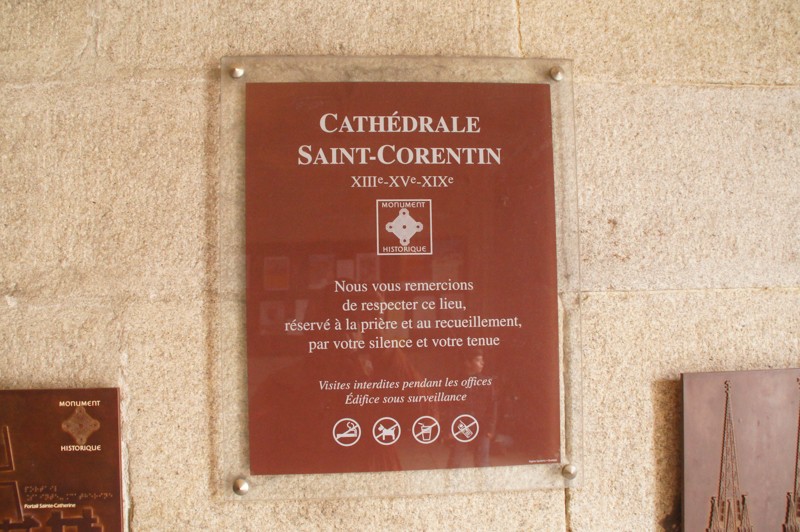 CATHÉDRALE
SAINT-CORENTIN
XIIIe-XVe-XIXe
MONUMENT
HISTORIQUE
Nous vous remercions
de respecter ce lieu,
réservé à la prière et au recueillement,
par votre silence et votre tenue
Visites interdites pendant les offices
Édifice sous surveillance
MONUMENT
HISTORIQUE
Portail Sainte-Catherine